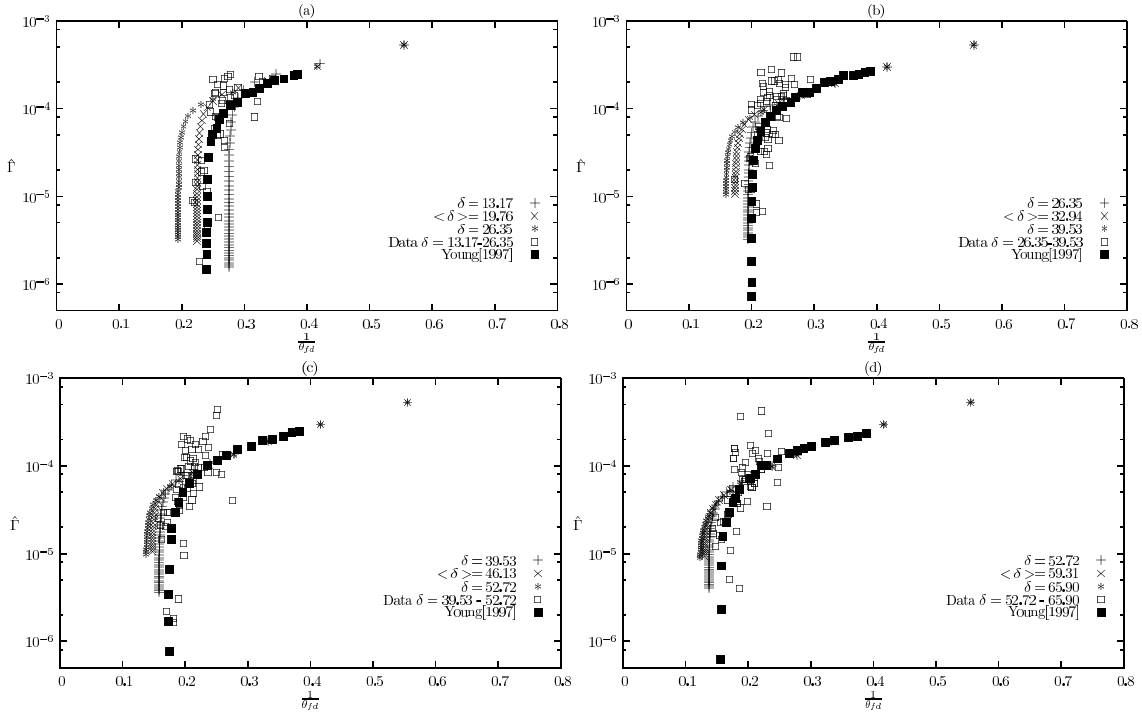 (a)
10⁻³
10⁻⁴
Γ̂
10⁻⁵
10⁻⁶
δ = 13.17 +
< δ >= 19.76 ×
δ = 26.35 *
Data δ = 13.17-26.35 □
Young[1997] ■
0 0.1 0.2 0.3 0.4 0.5 0.6 0.7 0.8
1/θfd
(b)
10⁻³
10⁻⁴
Γ̂
10⁻⁵
10⁻⁶
δ = 26.35 +
< δ >= 32.94 ×
δ = 39.53 *
Data δ = 26.35-39.53 □
Young[1997] ■
0 0.1 0.2 0.3 0.4 0.5 0.6 0.7 0.8
1/θfd
(c)
10⁻³
10⁻⁴
Γ̂
10⁻⁵
10⁻⁶
δ = 39.53 +
< δ >= 46.13 ×
δ = 52.72 *
Data δ = 39.53 - 52.72 □
Young[1997] ■
0 0.1 0.2 0.3 0.4 0.5 0.6 0.7 0.8
1/θfd
(d)
10⁻³
10⁻⁴
Γ̂
10⁻⁵
10⁻⁶
δ = 52.72 +
< δ >= 59.31 ×
δ = 65.90 *
Data δ = 52.72 - 65.90 □
Young[1997] ■
0 0.1 0.2 0.3 0.4 0.5 0.6 0.7 0.8
1/θfd